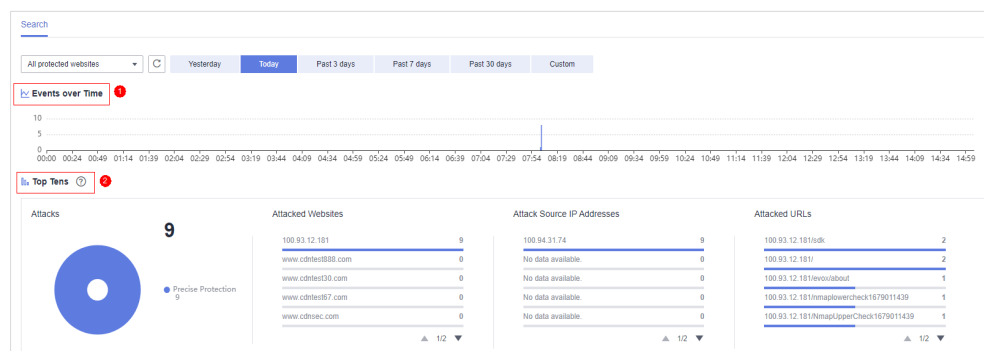 Search
All protected websites
Yesterday Today Past 3 days Past 7 days Past 30 days Custom
Events over Time 1
10
5
0
00:00 00:24 00:49 01:14 01:39 02:04 02:29 02:54 03:19 03:44 04:09 04:34 04:59 05:24 05:49 06:14 06:39 07:04 07:29 07:54 08:19 08:44 09:09 09:34 09:59 10:24 10:49 11:14 11:39 12:04 12:29 12:54 13:19 13:44 14:09 14:34 14:59
Top Tens ? 2
Attacks
9
Precise Protection
9
Attacked Websites
100.93.12.181 9
www.cdntest888.com 0
www.cdntest30.com 0
www.cdntest67.com 0
www.cdnsec.com 0
1/2
Attack Source IP Addresses
100.94.31.74 9
No data available. 0
No data available. 0
No data available. 0
No data available. 0
1/2
Attacked URLs
100.93.12.181/sdk 2
100.93.12.181/ 2
100.93.12.181/evox/about 1
100.93.12.181/nmaplowercheck1679011439 1
100.93.12.181/NmapUpperCheck1679011439 1
1/2